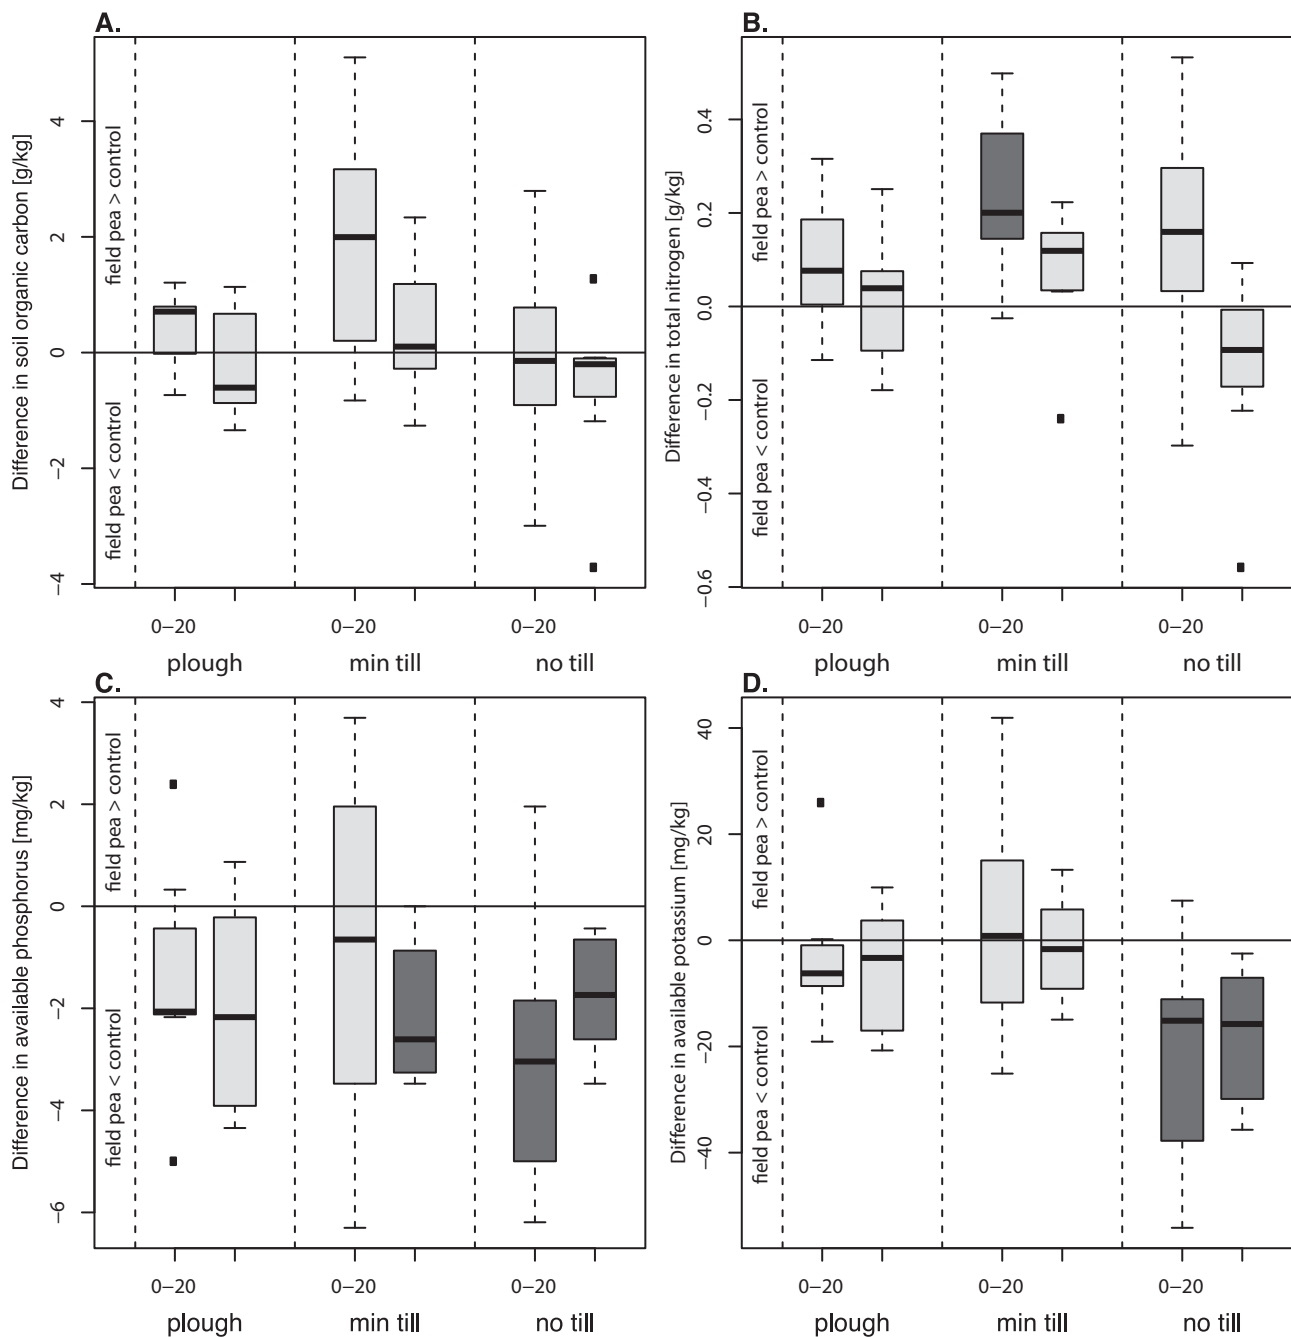 A.
Difference in soil organic carbon [g/kg]
4
2
0
−2
−4
field pea > control
field pea < control
0−20
0−20
0−20
plough
min till
no till
B.
Difference in total nitrogen [g/kg]
0.4
0.2
0.0
−0.2
−0.4
−0.6
field pea > control
field pea < control
0−20
0−20
0−20
plough
min till
no till
C.
Difference in available phosphorus [mg/kg]
4
2
0
−2
−4
−6
field pea > control
field pea < control
0−20
0−20
0−20
plough
min till
no till
D.
Difference in available potassium [mg/kg]
40
20
0
−20
−40
field pea > control
field pea < control
0−20
0−20
0−20
plough
min till
no till